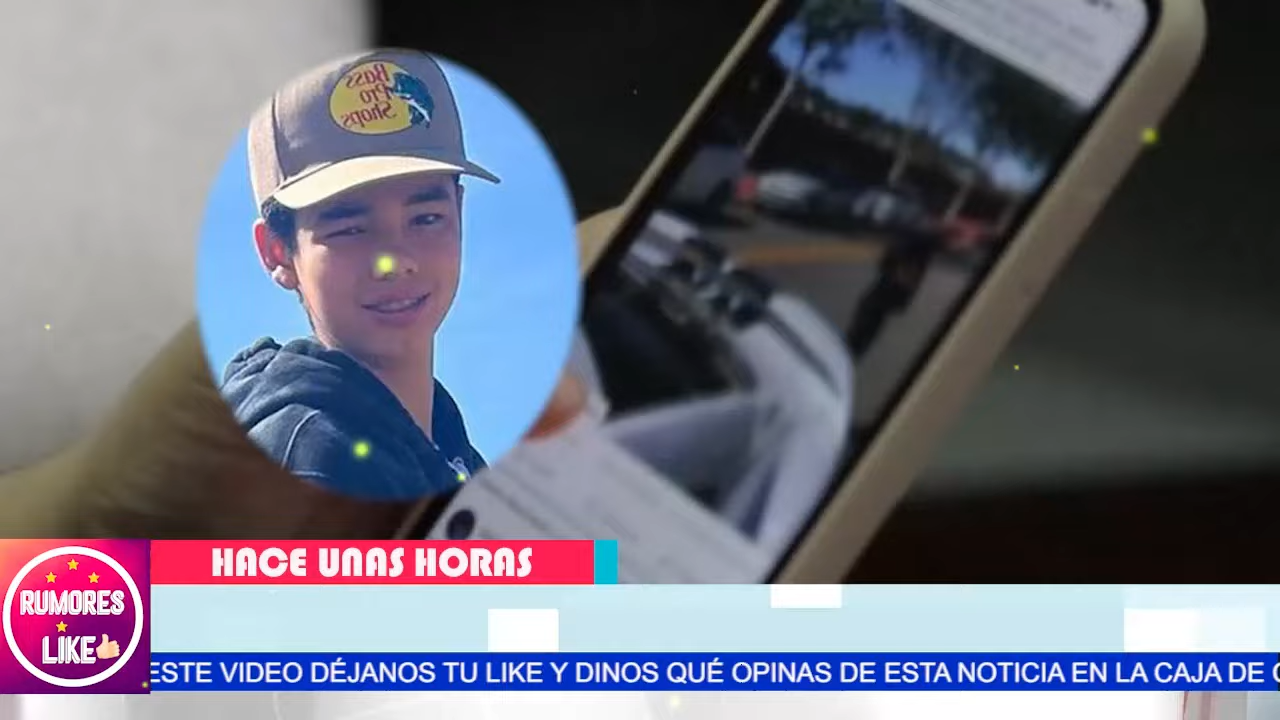 Bass
Pro
Shops
HACE UNAS HORAS
RUMORES
LIKE
ESTE VIDEO DÉJANOS TU LIKE Y DINOS QUÉ OPINAS DE ESTA NOTICIA EN LA CAJA DE